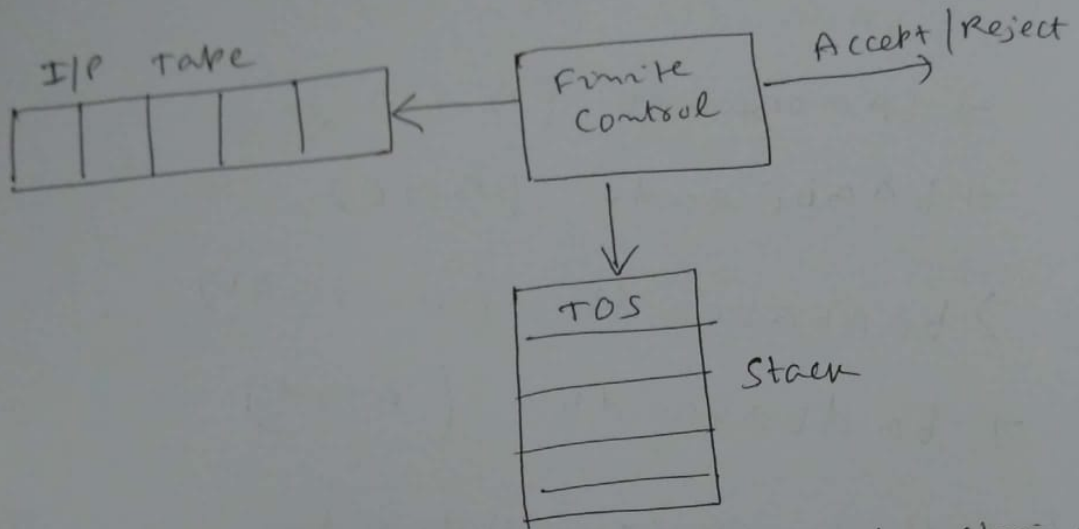 I/P Tape
Finite
Control
Accept/Reject
TOS
Stack